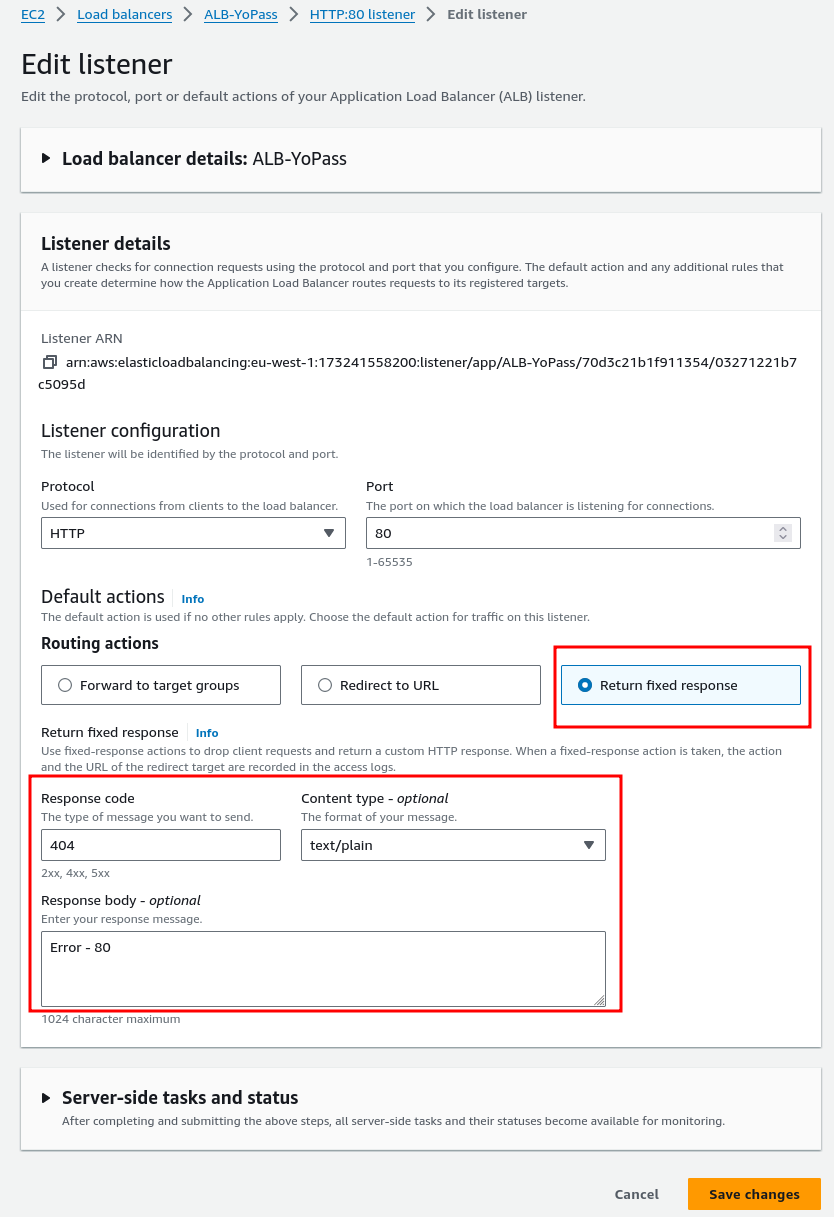 EC2 > Load balancers > ALB-YoPass > HTTP:80 listener > Edit listener
Edit listener
Edit the protocol, port or default actions of your Application Load Balancer (ALB) listener.
Load balancer details: ALB-YoPass
Listener details
A listener checks for connection requests using the protocol and port that you configure. The default action and any additional rules that
you create determine how the Application Load Balancer routes requests to its registered targets.
Listener ARN
arn:aws:elasticloadbalancing:eu-west-1:173241558200:listener/app/ALB-YoPass/70d3c21b1f911354/03271221b7
c5095d
Listener configuration
The listener will be identified by the protocol and port.
Protocol
Used for connections from clients to the load balancer.
HTTP
Port
The port on which the load balancer is listening for connections.
80
1-65535
Default actions Info
The default action is used if no other rules apply. Choose the default action for traffic on this listener.
Routing actions
Forward to target groups
Redirect to URL
Return fixed response
Return fixed response Info
Use fixed-response actions to drop client requests and return a custom HTTP response. When a fixed-response action is taken, the action
and the URL of the redirect target are recorded in the access logs.
Response code
The type of message you want to send.
404
2xx, 4xx, 5xx
Content type - optional
The format of your message.
text/plain
Response body - optional
Enter your response message.
Error - 80
1024 character maximum
Server-side tasks and status
After completing and submitting the above steps, all server-side tasks and their statuses become available for monitoring.
Cancel
Save changes